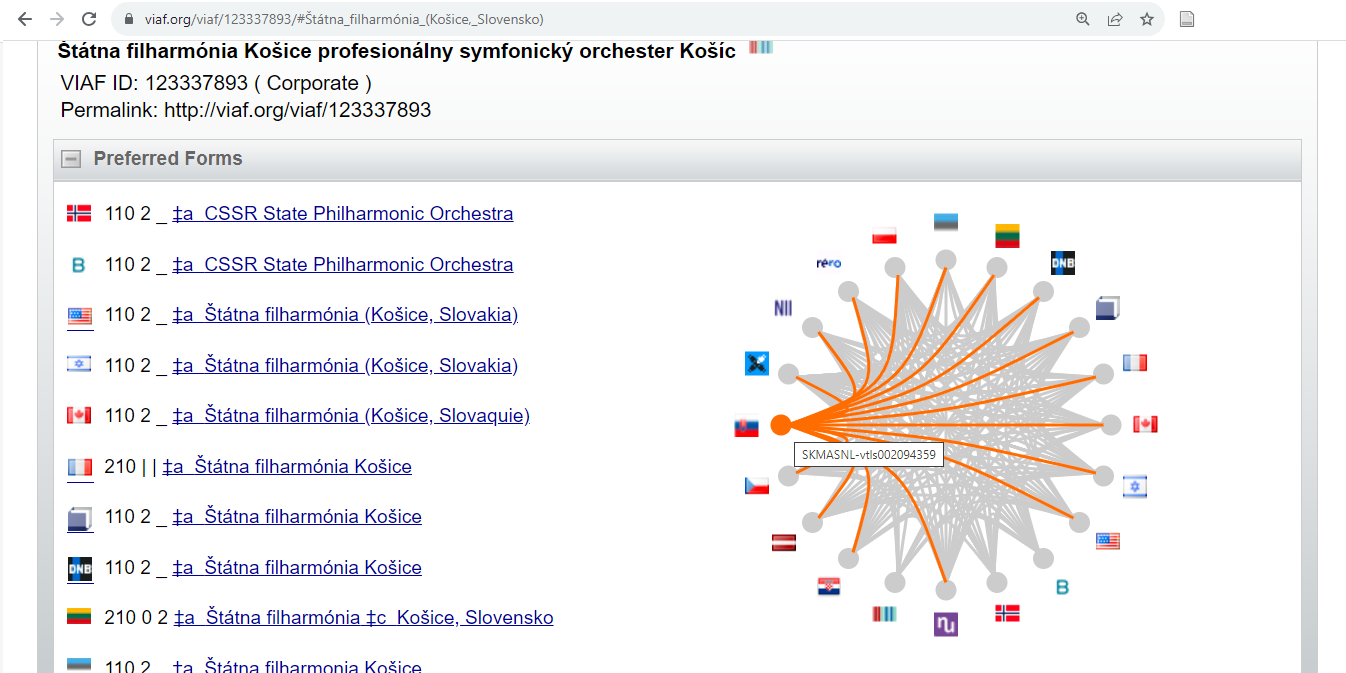 viaf.org/viaf/123337893/#Štátna_filharmónia_(Košice,_Slovensko)
Štátna filharmónia Košice profesionálny symfonický orchester Košíc
VIAF ID: 123337893 ( Corporate )
Permalink: http://viaf.org/viaf/123337893
Preferred Forms
110 2 _ ‡a CSSR State Philharmonic Orchestra
B 110 2 _ ‡a CSSR State Philharmonic Orchestra
110 2 _ ‡a Štátna filharmónia (Košice, Slovakia)
110 2 _ ‡a Štátna filharmónia (Košice, Slovakia)
110 2 _ ‡a Štátna filharmónia (Košice, Slovaquie)
210 | | ‡a Štátna filharmónia Košice
110 2 _ ‡a Štátna filharmónia Košice
DNB 110 2 _ ‡a Štátna filharmónia Košice
210 0 2 ‡a Štátna filharmónia ‡c Košice, Slovensko
110 2 _ ‡a Štátna filharmonia Košice
rero
DNB
NII
SKMASNL-vtls002094359
B
nu